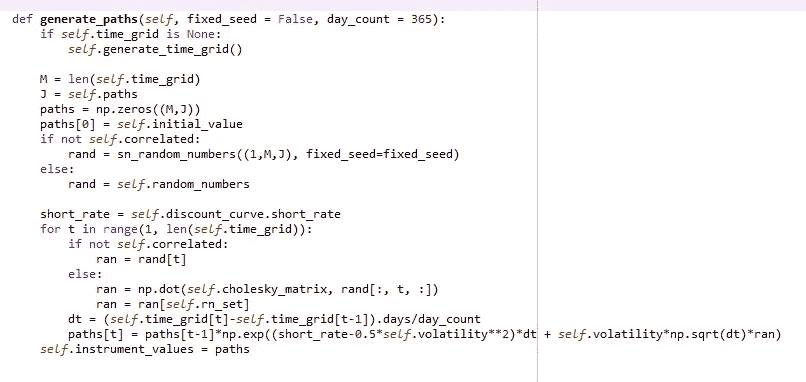 def generate_paths(self, fixed_seed = False, day_count = 365):
    if self.time_grid is None:
        self.generate_time_grid()

    M = len(self.time_grid)
    J = self.paths
    paths = np.zeros((M,J))
    paths[0] = self.initial_value
    if not self.correlated:
        rand = sn_random_numbers((1,M,J), fixed_seed=fixed_seed)
    else:
        rand = self.random_numbers

    short_rate = self.discount_curve.short_rate
    for t in range(1, len(self.time_grid)):
        if not self.correlated:
            ran = rand[t]
        else:
            ran = np.dot(self.cholesky_matrix, rand[:, t, :])
            ran = ran[self.rn_set]
        dt = (self.time_grid[t]-self.time_grid[t-1]).days/day_count
        paths[t] = paths[t-1]*np.exp((short_rate-0.5*self.volatility**2)*dt + self.volatility*np.sqrt(dt)*ran)
    self.instrument_values = paths